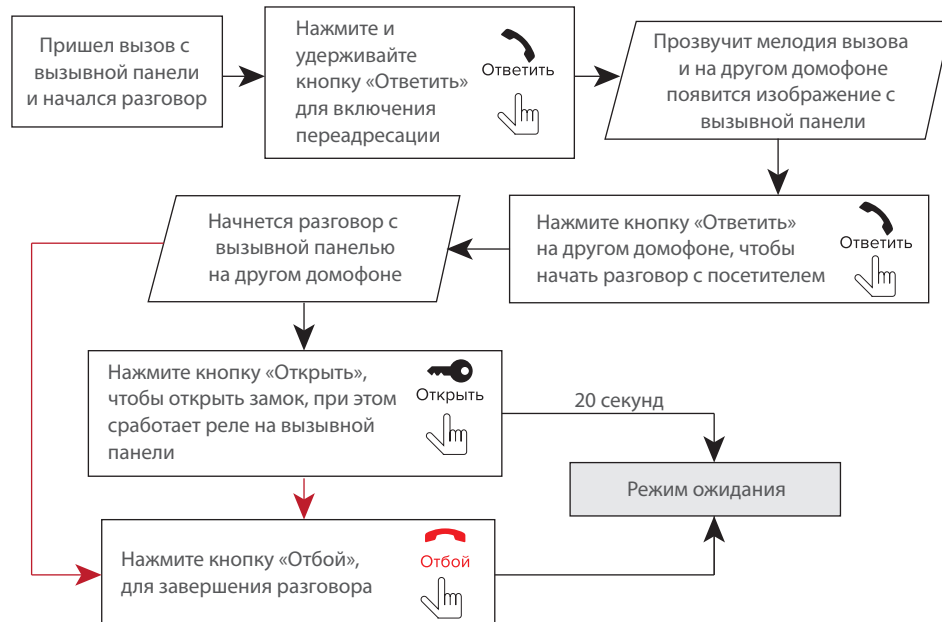 Пришел вызов с
вызывной панели
и начался разговор
Нажмите и
удерживайте
кнопку «Ответить»
для включения
переадресации
Ответить
Прозвучит мелодия вызова
и на другом домофоне
появится изображение с
вызывной панели
Нажмите кнопку «Ответить»
на другом домофоне, чтобы
начать разговор с посетителем
Ответить
Начнется разговор с
вызывной панелью
на другом домофоне
Нажмите кнопку «Открыть»,
чтобы открыть замок, при этом
сработает реле на вызывной
панели
Открыть
20 секунд
Режим ожидания
Нажмите кнопку «Отбой»,
для завершения разговора
Отбой